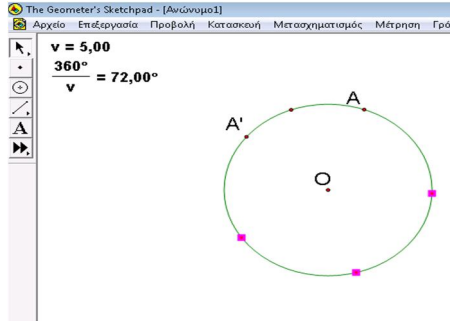 The Geometer's Sketchpad - [Ανώνυμο1]
Αρχείο Επεξεργασία Προβολή Κατασκευή Μετασχηματισμός Μέτρηση Γρά
ν = 5,00
360°
ν
= 72,00°
A
A'
O
A